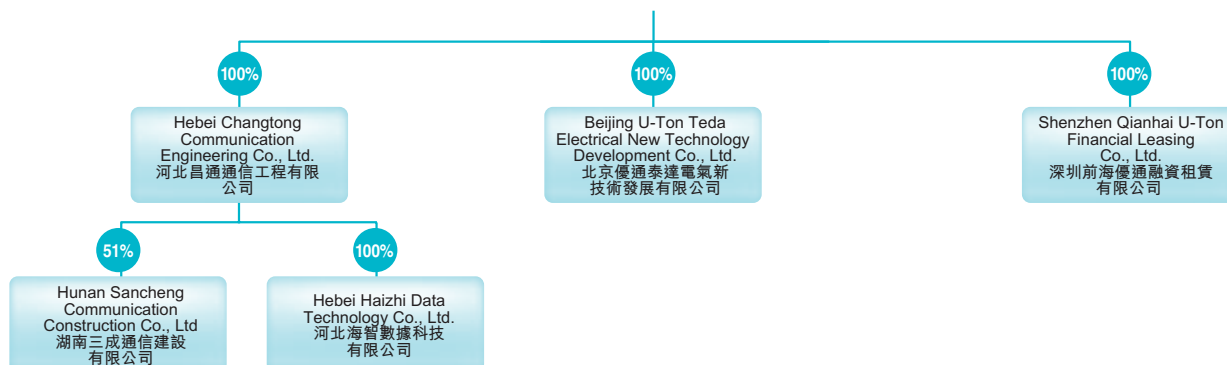 100%
100%
100%
Hebei Changtong
Communication
Engineering Co., Ltd.
河北昌通通信工程有限
公司
Beijing U-Ton Teda
Electrical New Technology
Development Co., Ltd.
北京優通泰達電氣新
技術發展有限公司
Shenzhen Qianhai U-Ton
Financial Leasing
Co., Ltd.
深圳前海優通融資租賃
有限公司
51%
100%
Hunan Sancheng
Communication
Construction Co., Ltd
湖南三成通信建設
有限公司
Hebei Haizhi Data
Technology Co., Ltd.
河北海智數據科技
有限公司